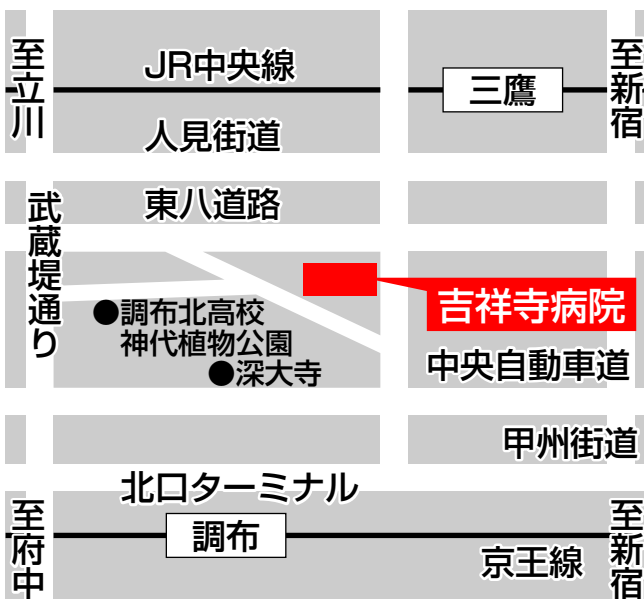 至立川
JR中央線
三鷹
至新宿
人見街道
東八道路
武蔵堤通り
吉祥寺病院
●調布北高校
神代植物公園
●深大寺
中央自動車道
甲州街道
北口ターミナル
至府中
調布
京王線
至新宿